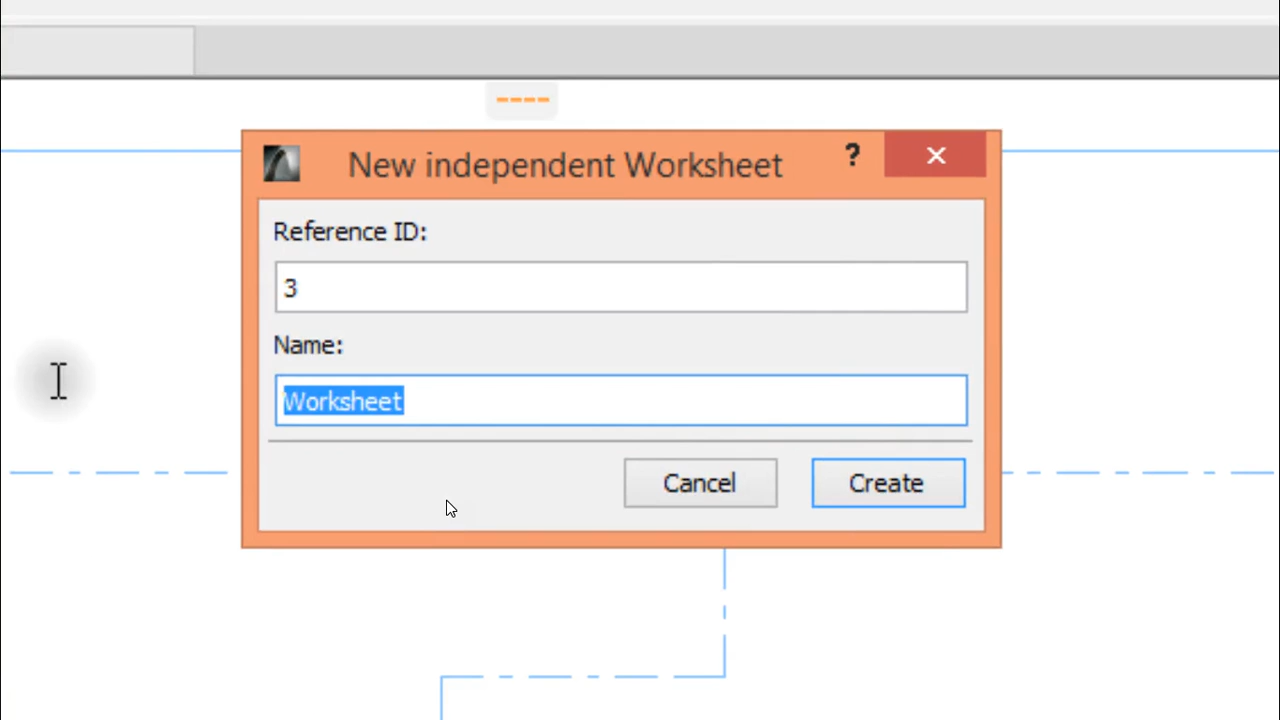 ----
New independent Worksheet ?
Reference ID:
3
Name:
Worksheet
Cancel Create